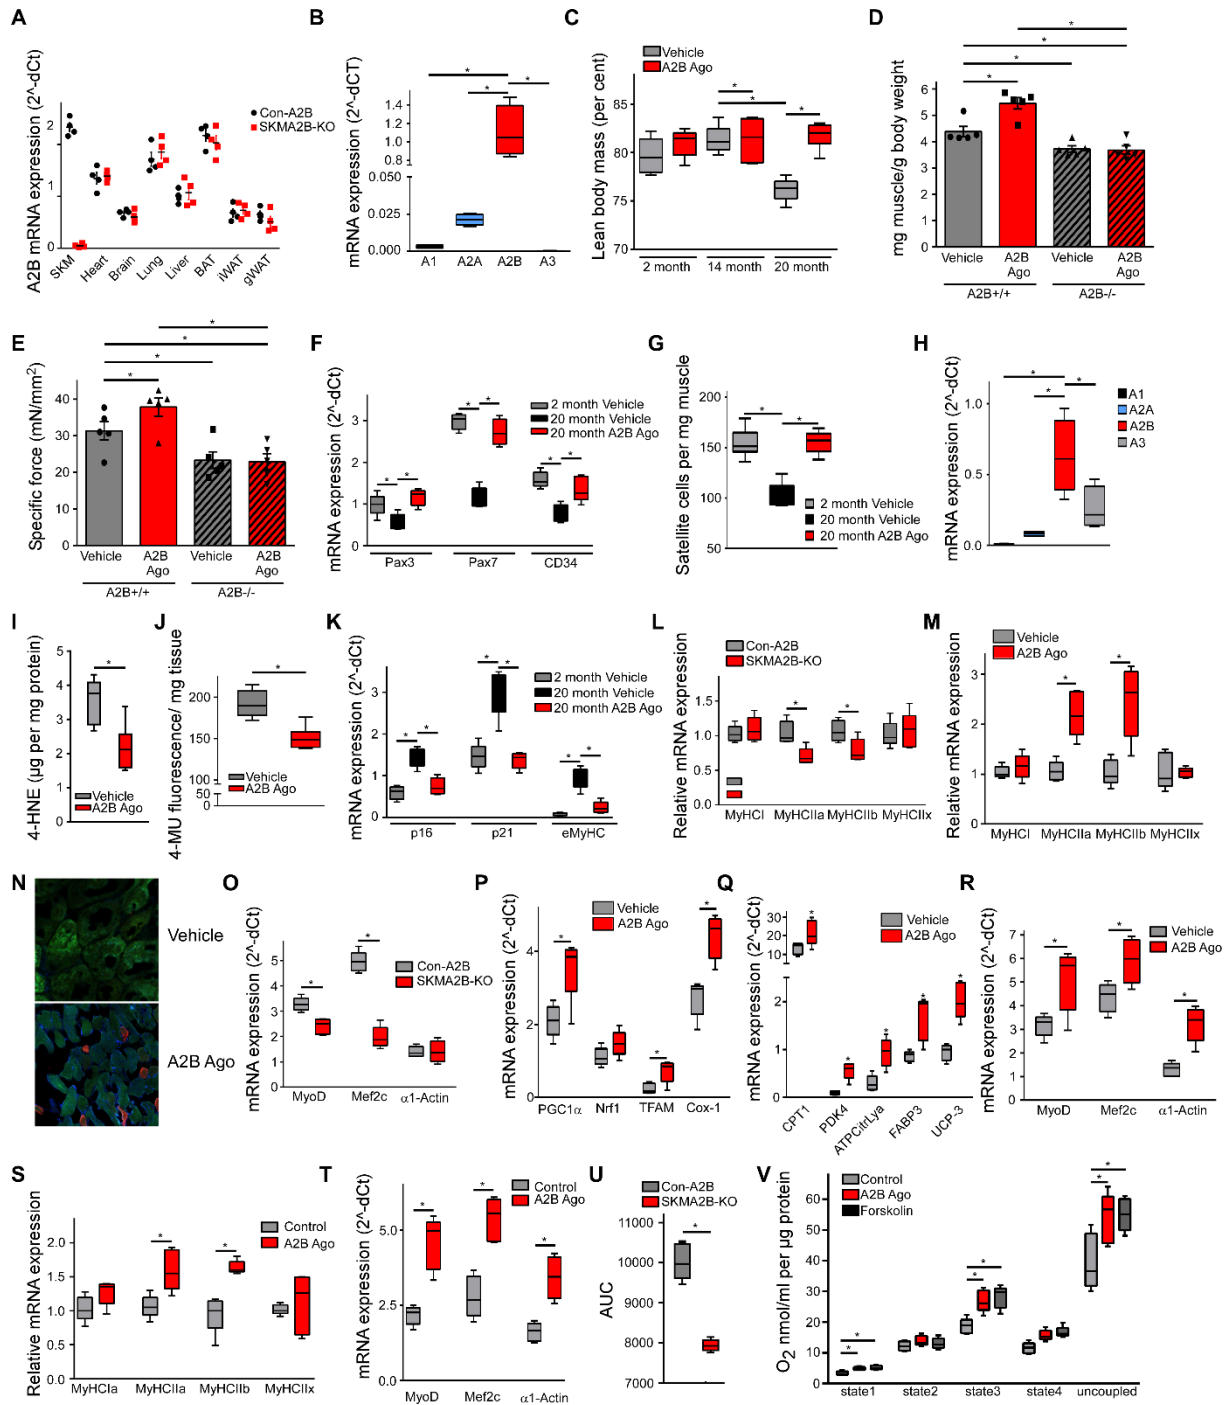 A
A2B mRNA expression (2^-dCt)
2
1
0
Con-A2B
SKMA2B-KO
SKM
Heart
Brain
Lung
Liver
BAT
iWAT
gWAT
B
mRNA expression (2^-dCT)
1.4
1.2
1.0
0.8
0.6
0.050
0.025
0.000
*
*
*
A1
A2A
A2B
A3
C
Lean body mass (per cent)
85
80
75
70
Vehicle
A2B Ago
*
*
*
2 month
14 month
20 month
D
mg muscle/g body weight
6
5
4
3
2
1
0
*
*
*
*
Vehicle
A2B
Ago
Vehicle
A2B
Ago
A2B+/+
A2B-/-
E
Specific force (mN/mm²)
40
30
20
10
0
*
*
*
*
Vehicle
A2B
Ago
Vehicle
A2B
Ago
A2B+/+
A2B-/-
F
mRNA expression (2^-dCt)
3
2
1
0
2 month Vehicle
20 month Vehicle
20 month A2B Ago
*
*
*
*
*
*
Pax3
Pax7
CD34
G
Satellite cells per mg muscle
200
150
100
50
*
*
2 month Vehicle
20 month Vehicle
20 month A2B Ago
H
mRNA expression (2^-dCt)
1.0
0.5
0.0
*
*
*
A1
A2A
A2B
A3
I
4-HNE (µg per mg protein)
5
4
3
2
1
0
*
Vehicle
A2B Ago
J
4-MU fluorescence/ mg tissue
200
150
100
50
0
*
Vehicle
A2B Ago
K
mRNA expression (2^-dCt)
3
2
1
0
2 month Vehicle
20 month Vehicle
20 month A2B Ago
*
*
*
*
*
*
p16
p21
eMyHC
L
Relative mRNA expression
1.5
1.0
0.5
0.0
Con-A2B
SKMA2B-KO
*
*
MyHCI
MyHCIIa
MyHCIIb
MyHCIIx
M
Relative mRNA expression
3
2
1
0
Vehicle
A2B Ago
*
*
MyHCI
MyHCIIa
MyHCIIb
MyHCIIx
N
Vehicle
A2B Ago
O
mRNA expression (2^-dCt)
5
4
3
2
1
0
Con-A2B
SKMA2B-KO
*
*
MyoD
Mef2c
α1-Actin
P
mRNA expression (2^-dCt)
5
4
3
2
1
0
Vehicle
A2B Ago
*
*
*
PGC1α
Nrf1
TFAM
Cox-1
Q
mRNA expression (2^-dCt)
30
20
10
0
2
1
0
Vehicle
A2B Ago
*
*
*
*
*
CPT1
PDK4
ATPCitrLya
FABP3
UCP-3
R
mRNA expression (2^-dCt)
7
6
5
4
3
2
1
0
Vehicle
A2B Ago
*
*
*
MyoD
Mef2c
α1-Actin
S
Relative mRNA expression
2.0
1.5
1.0
0.5
0.0
Control
A2B Ago
*
*
MyHCIa
MyHCIIa
MyHCIIb
MyHCIIx
T
mRNA expression (2^-dCt)
5.0
2.5
0.0
Control
A2B Ago
*
*
*
MyoD
Mef2c
α1-Actin
U
AUC
11000
10000
9000
8000
7000
Con-A2B
SKMA2B-KO
*
V
O₂ nmol/ml per µg protein
60
50
40
30
20
10
0
Control
A2B Ago
Forskolin
*
*
*
*
*
*
state1
state2
state3
state4
uncoupled